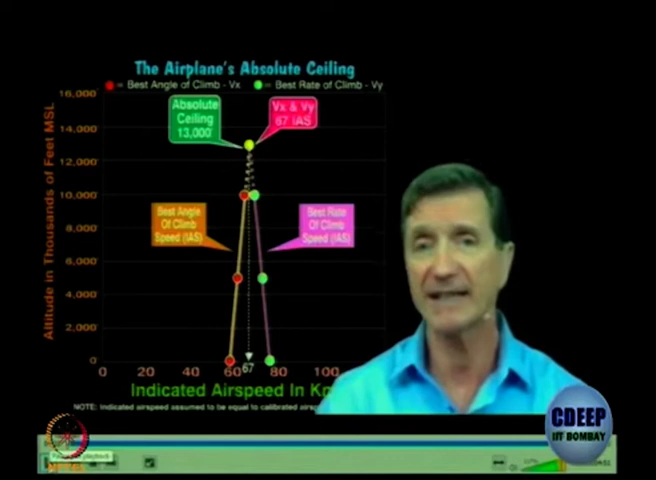 The Airplane's Absolute Ceiling
= Best Angle of Climb - Vx
= Best Rate of Climb - Vy
16,000
14,000
12,000
10,000
8,000
6,000
4,000
2,000
0
Altitude in Thousands of Feet MSL
Absolute
Ceiling
13,000'
Vx & Vy
67 IAS
Best Angle
Of Climb
Speed (IAS)
Best Rate
Of Climb
Speed (IAS)
0 20 40 60 67 80 100
Indicated Airspeed In
NOTE: Indicated airspeed assumed to be equal to calibrated
CDEEP
IIT BOMBAY